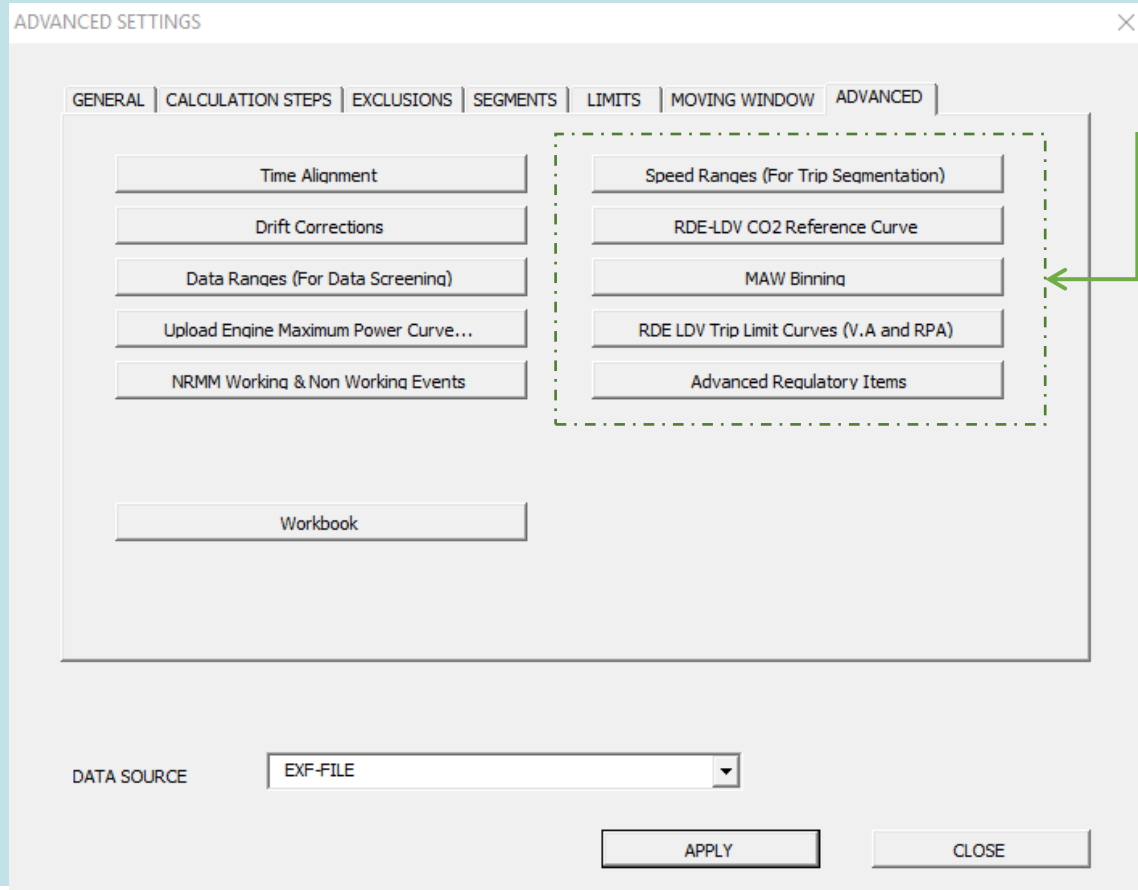 ADVANCED SETTINGS
GENERAL
CALCULATION STEPS
EXCLUSIONS
SEGMENTS
LIMITS
MOVING WINDOW
ADVANCED
Time Alignment
Drift Corrections
Data Ranges (For Data Screening)
Upload Engine Maximum Power Curve...
NRMM Working & Non Working Events
Workbook
Speed Ranges (For Trip Segmentation)
RDE-LDV CO2 Reference Curve
MAW Binning
RDE LDV Trip Limit Curves (V.A and RPA)
Advanced Regulatory Items
DATA SOURCE
EXF-FILE
APPLY
CLOSE